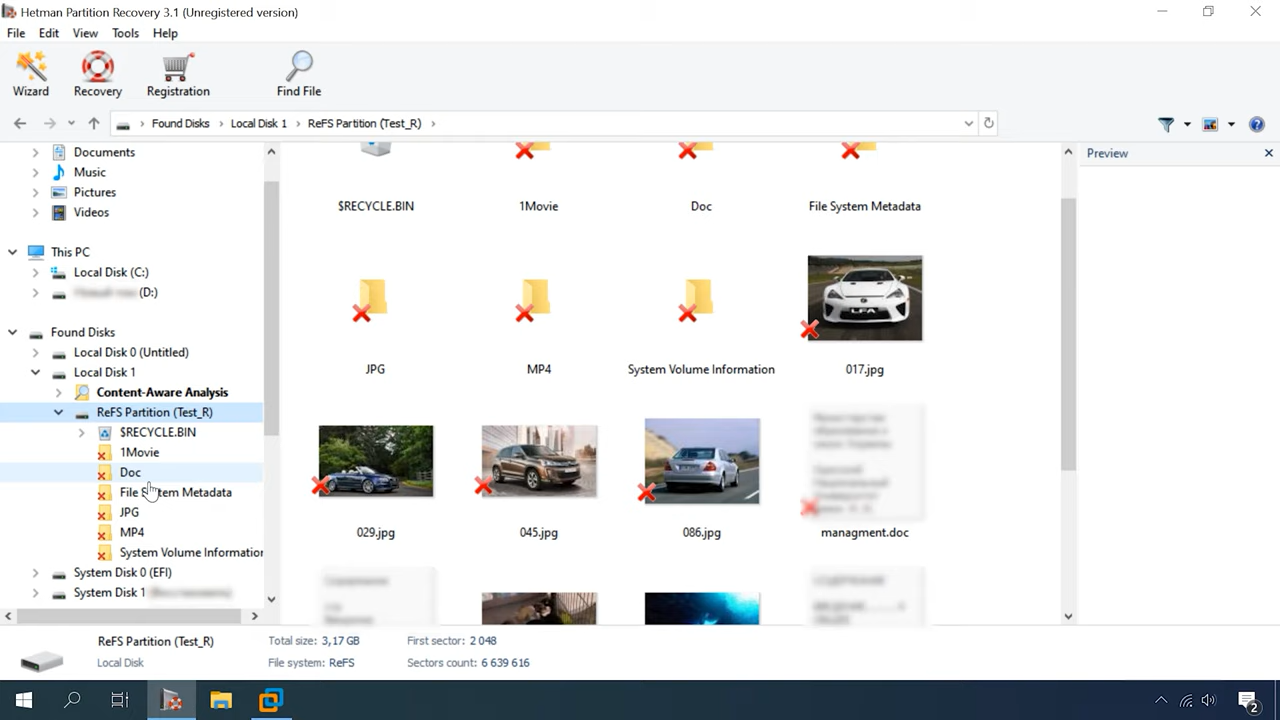 Hetman Partition Recovery 3.1 (Unregistered version)
File Edit View Tools Help
Wizard Recovery Registration Find File
Found Disks Local Disk 1 ReFS Partition (Test_R)
Documents
Music
Pictures
Videos
This PC
Local Disk (C:)
(D:)
Found Disks
Local Disk 0 (Untitled)
Local Disk 1
Content-Aware Analysis
ReFS Partition (Test_R)
$RECYCLE.BIN
1Movie
Doc
File System Metadata
JPG
MP4
System Volume Information
System Disk 0 (EFI)
System Disk 1
$RECYCLE.BIN 1Movie Doc File System Metadata
LFA
JPG MP4 System Volume Information 017.jpg
029.jpg 045.jpg 086.jpg managment.doc
Preview
ReFS Partition (Test_R) Total size: 3,17 GB First sector: 2 048
Local Disk File system: ReFS Sectors count: 6 639 616
2